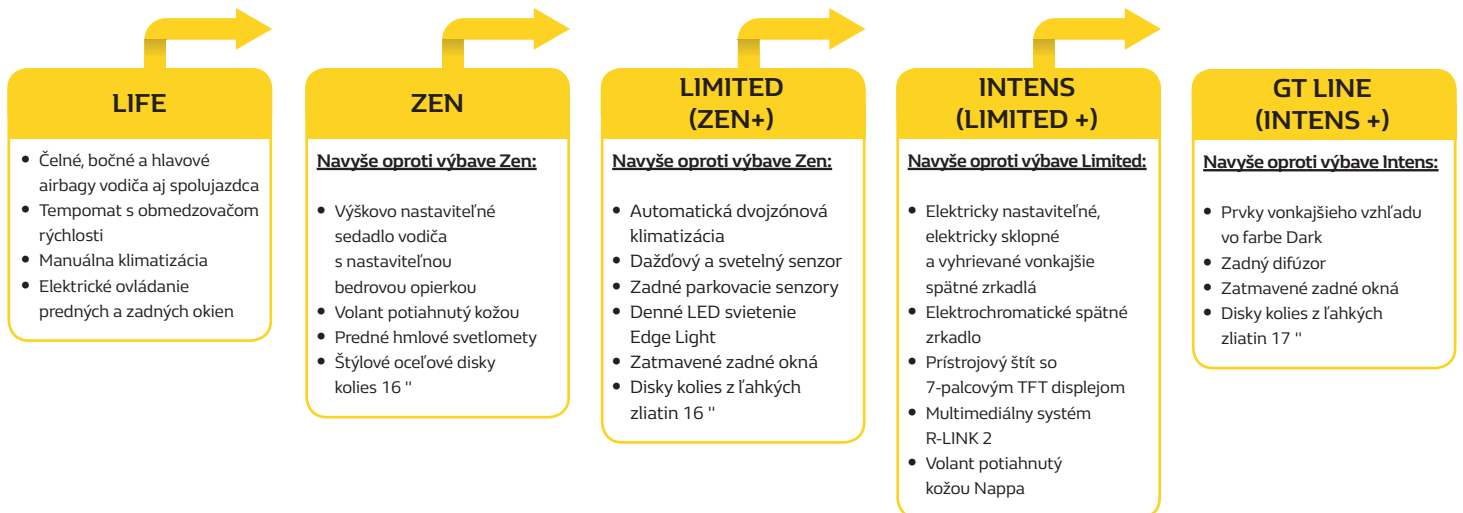 LIFE
• Čelné, bočné a hlavové
airbagy vodiča aj spolujazdca
• Tempomat s obmedzovačom
rýchlosti
• Manuálna klimatizácia
• Elektrické ovládanie
predných a zadných okien
ZEN
Navyše oproti výbave Zen:
• Výškovo nastaviteľné
sedadlo vodiča
s nastaviteľnou
bedrovou opierkou
• Volant potiahnutý kožou
• Predné hmlové svetlomety
• Štýlové oceľové disky
kolies 16 "
LIMITED
(ZEN+)
Navyše oproti výbave Zen:
• Automatická dvojzónová
klimatizácia
• Dažďový a svetelný senzor
• Zadné parkovacie senzory
• Denné LED svietenie
Edge Light
• Zatmavené zadné okná
• Disky kolies z ľahkých
zliatin 16 "
INTENS
(LIMITED +)
Navyše oproti výbave Limited:
• Elektricky nastaviteľné,
elektricky sklopné
a vyhrievané vonkajšie
spätné zrkadlá
• Elektrochromatické spätné
zrkadlo
• Prístrojový štít so
7-palcovým TFT displejom
• Multimediálny systém
R-LINK 2
• Volant potiahnutý
kožou Nappa
GT LINE
(INTENS +)
Navyše oproti výbave Intens:
• Prvky vonkajšieho vzhľadu
vo farbe Dark
• Zadný difúzor
• Zatmavené zadné okná
• Disky kolies z ľahkých
zliatin 17 "